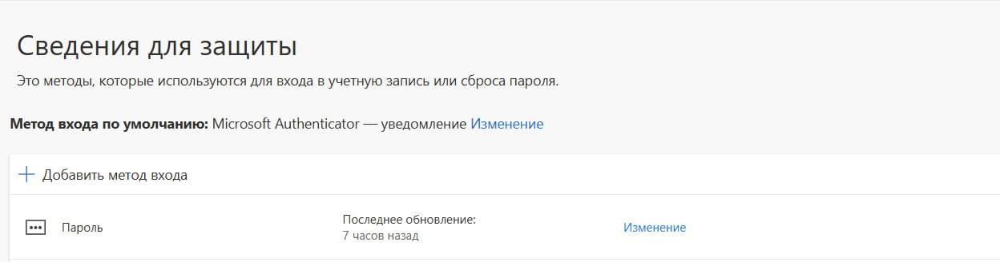 Сведения для защиты
Это методы, которые используются для входа в учетную запись или сброса пароля.
Метод входа по умолчанию: Microsoft Authenticator — уведомление Изменение
Добавить метод входа
Пароль
Последнее обновление:
7 часов назад
Изменение